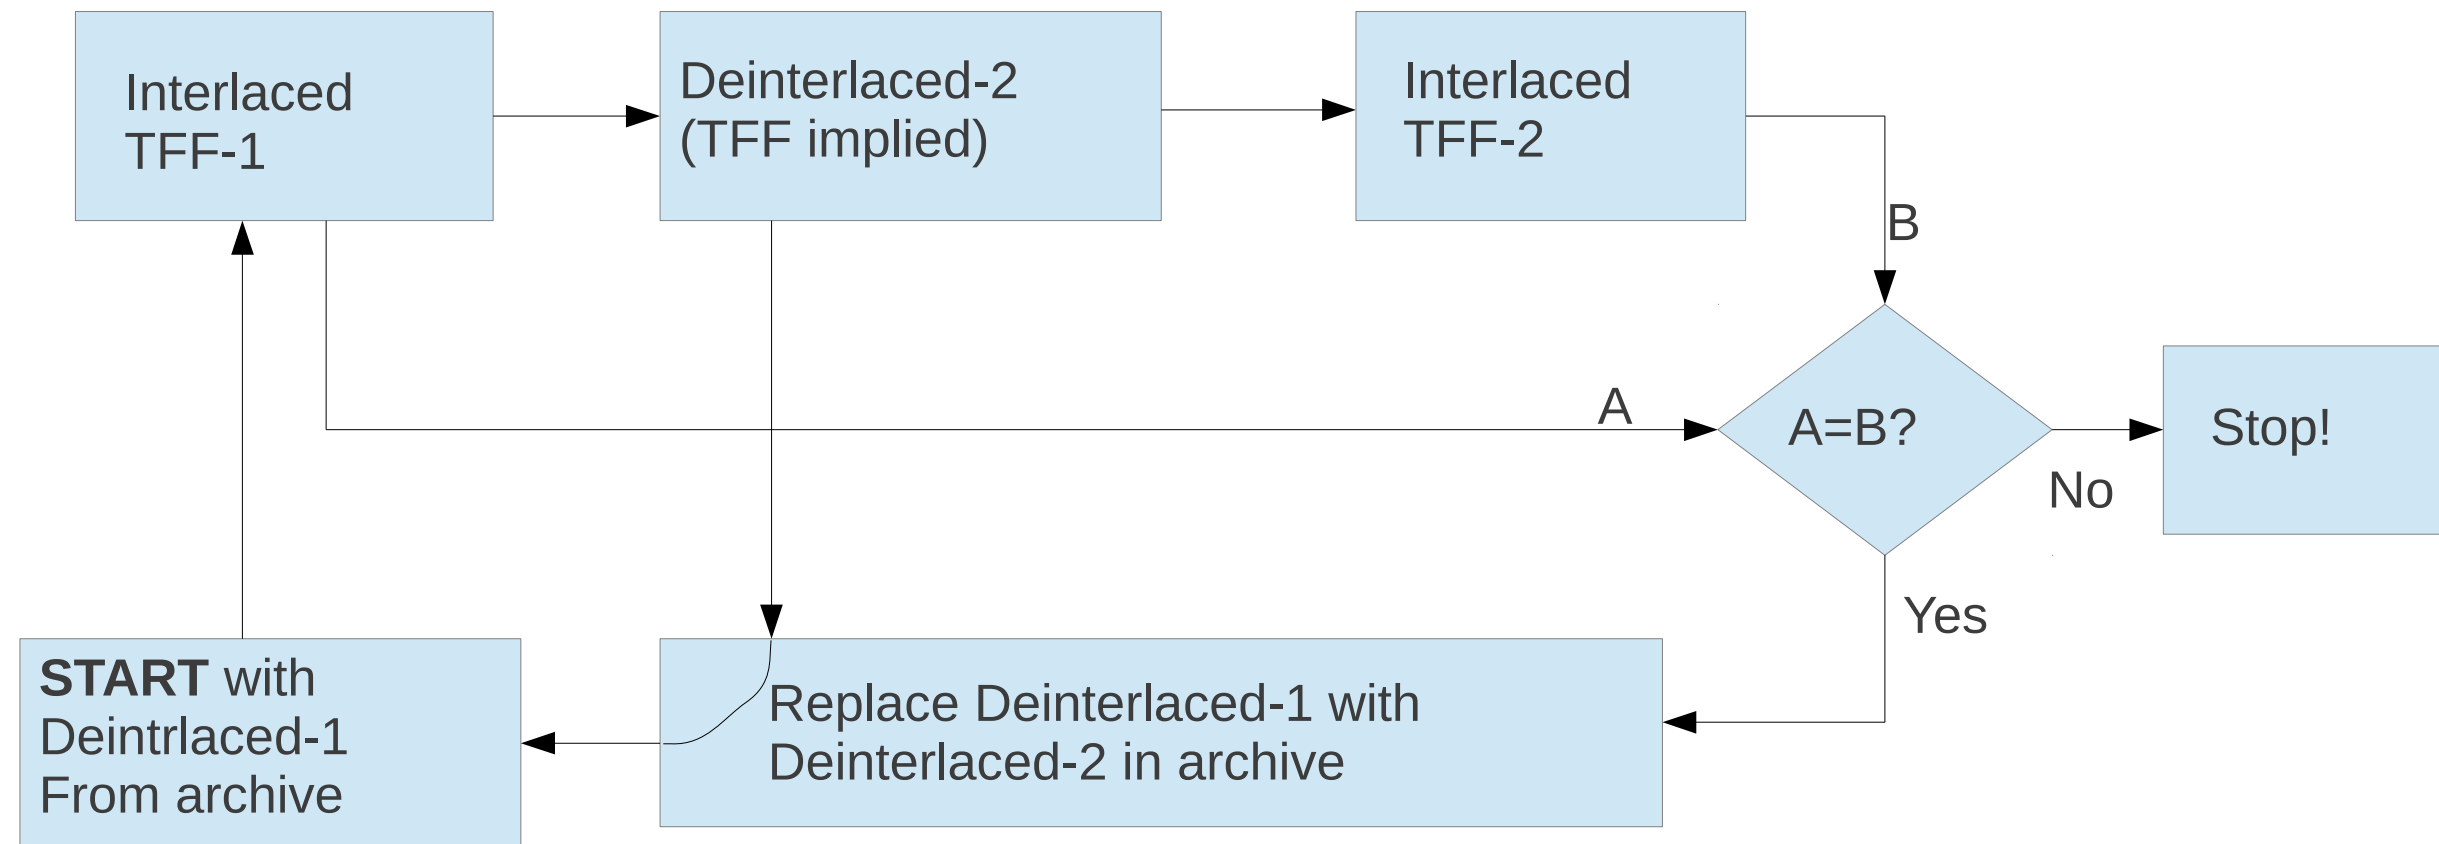 Interlaced
TFF-1
Deinterlaced-2
(TFF implied)
Interlaced
TFF-2
B
A
A=B?
No
Stop!
Yes
START with
Deintrlaced-1
From archive
Replace Deinterlaced-1 with
Deinterlaced-2 in archive